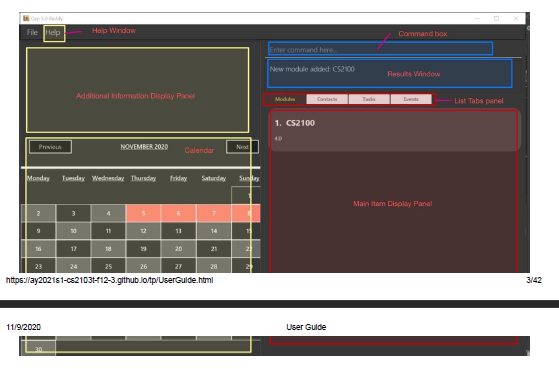 Cap 5.0 Buddy
File Help Help Window
Command box
Enter command here...
New module added: CS2100
Results Window
Additional Information Display Panel
Modules Contacts Tasks Events
List Tabs panel
1. CS2100
4.0
Previous NOVEMBER 2020 Calendar Next
Monday Tuesday Wednesday Thursday Friday Saturday Sunday
1
2 3 4 5 6 7 8
Main Item Display Panel
9 10 11 12 13 14 15
16 17 18 19 20 21 22
23 24 25 26 27 28 29
https://ay2021s1-cs2103t-f12-3.github.io/tp/UserGuide.html 3/42
11/9/2020 User Guide
30